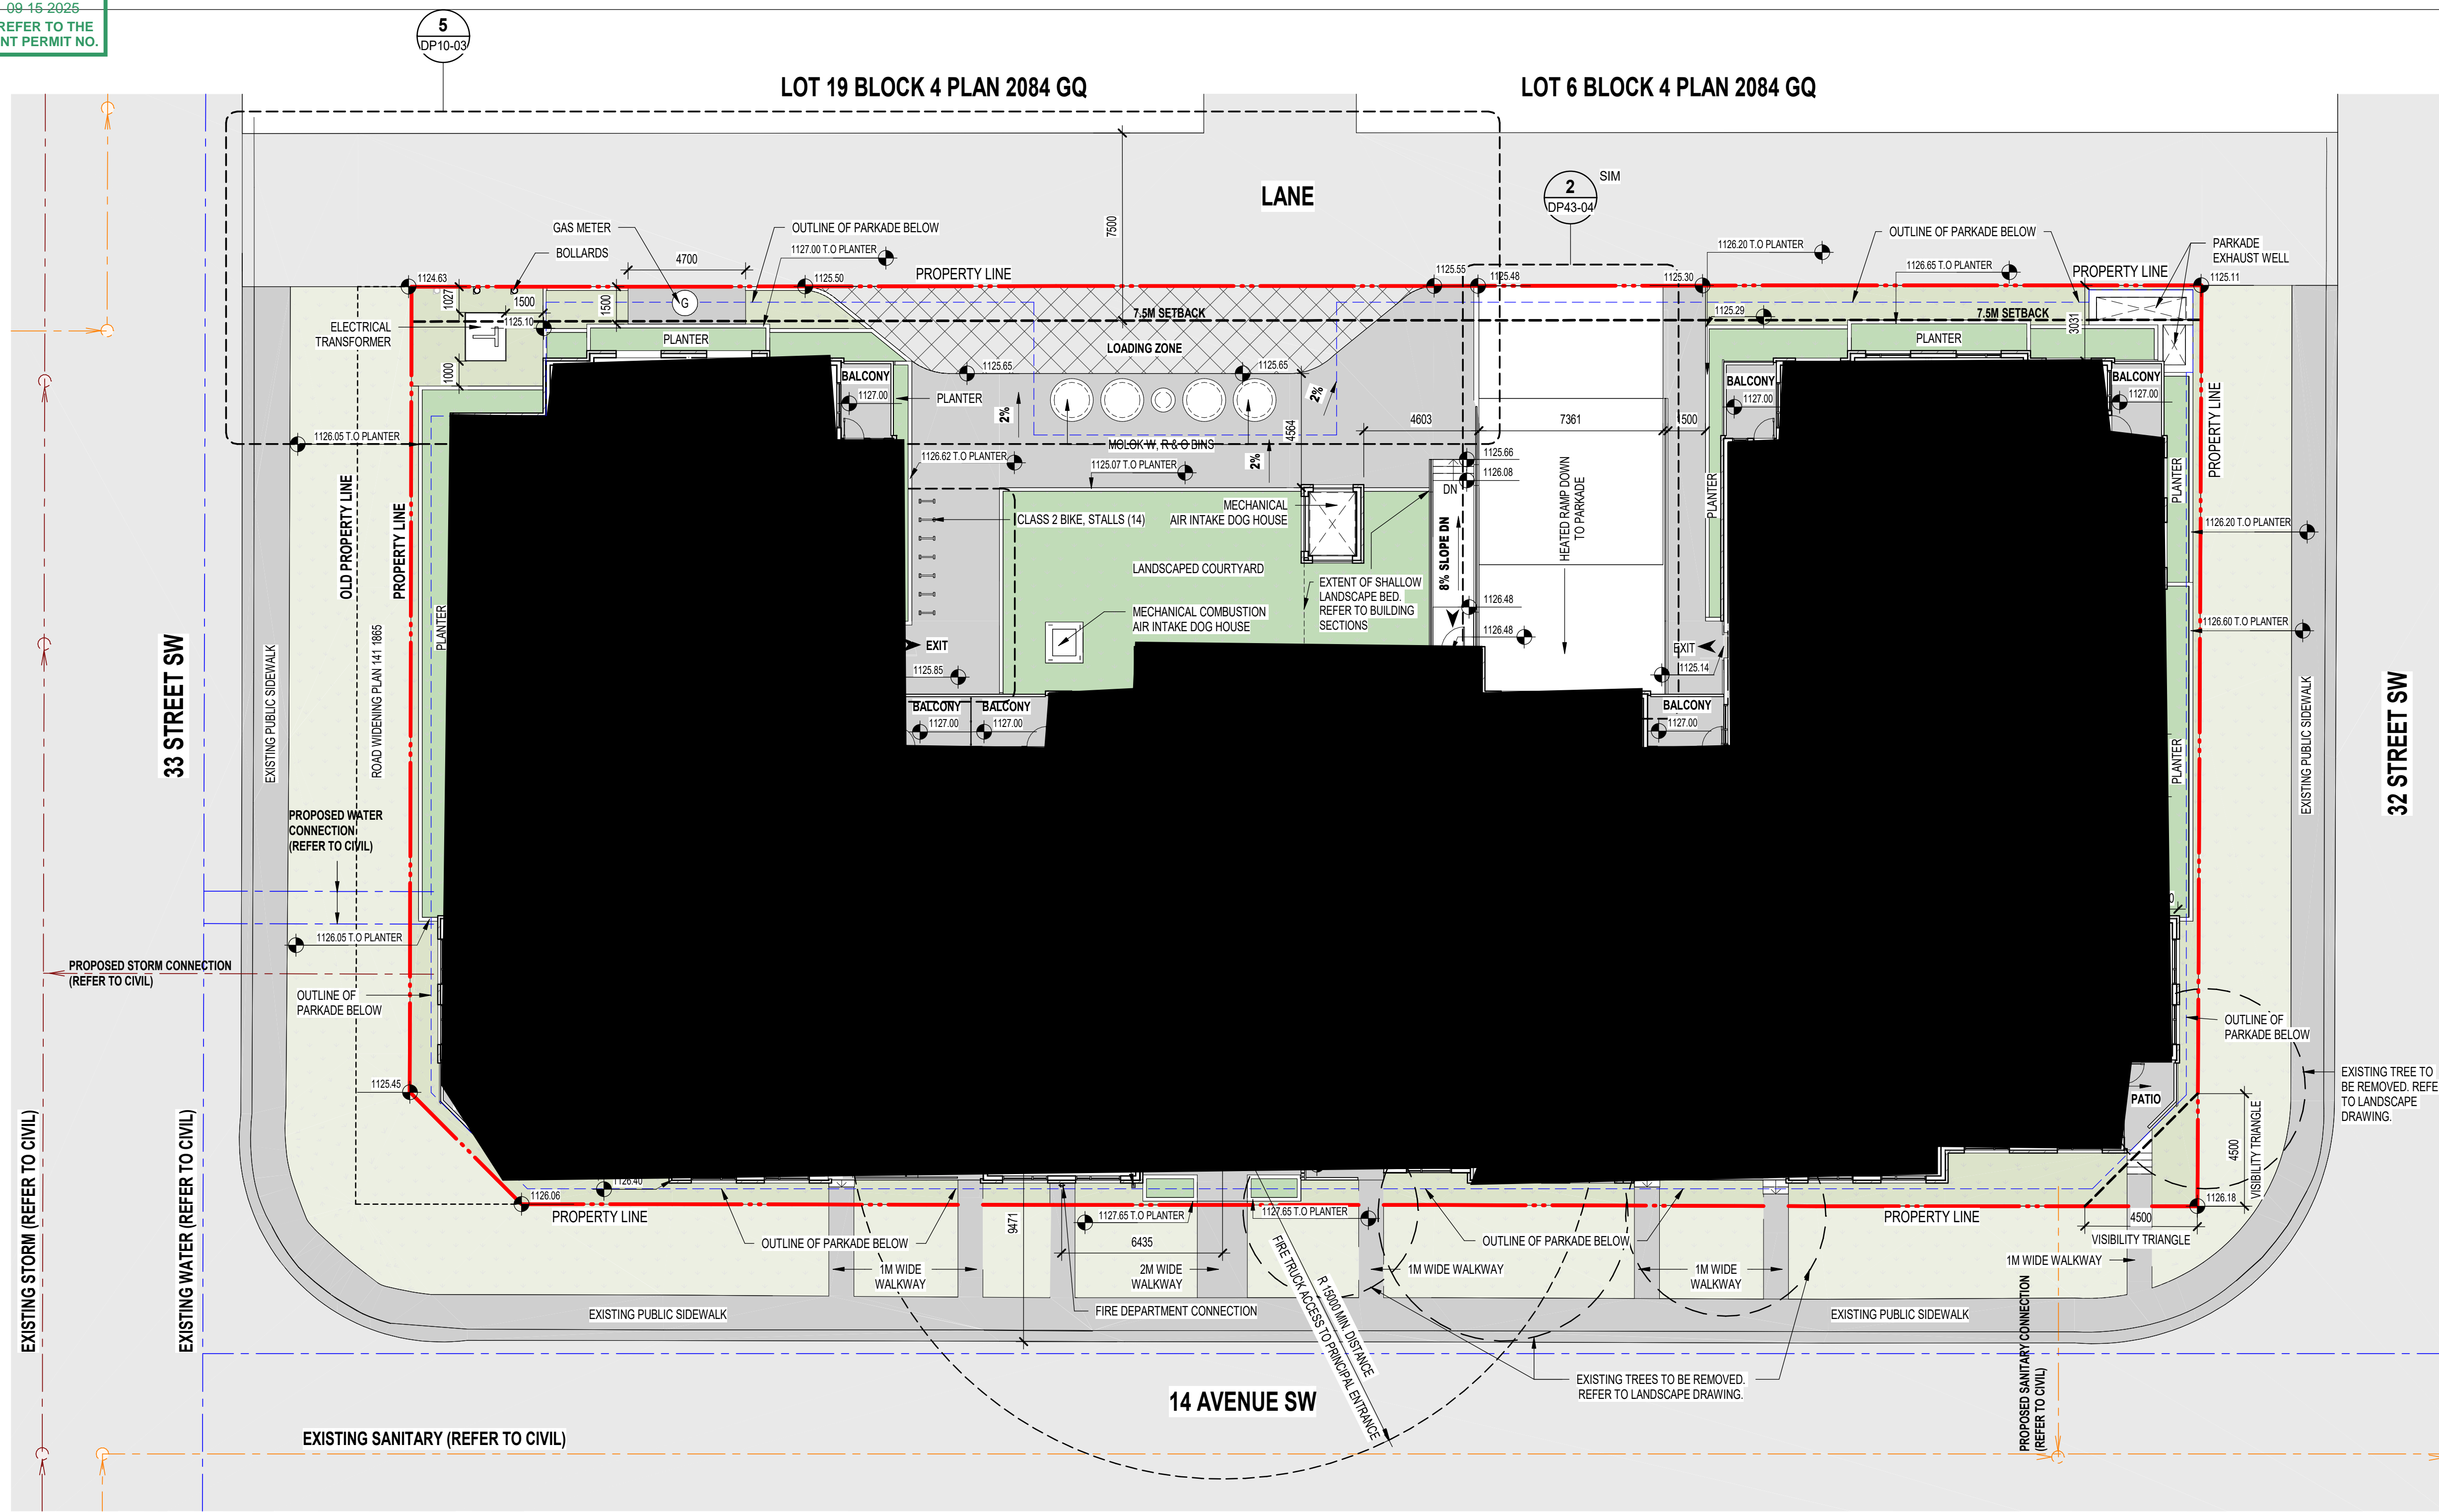 09 15 2025
REFER TO THE
NT PERMIT NO.
5
DP10-03
LOT 19 BLOCK 4 PLAN 2084 GQ
LOT 6 BLOCK 4 PLAN 2084 GQ
LANE
2
DP43-04
SIM
7500
GAS METER
BOLLARDS
OUTLINE OF PARKADE BELOW
1127.00 T.O PLANTER
4700
PROPERTY LINE
1126.20 T.O PLANTER
OUTLINE OF PARKADE BELOW
1126.65 T.O PLANTER
PARKADE
EXHAUST WELL
PROPERTY LINE
1124.63
1125.50
1125.55
1125.48
1125.30
1125.11
1027
1500
1500
G
1125.10
ELECTRICAL
TRANSFORMER
1000
PLANTER
7.5M SETBACK
LOADING ZONE
1125.29
7.5M SETBACK
3031
PLANTER
1125.65
1125.65
BALCONY
1127.00
PLANTER
2%
2%
2%
4564
4603
7361
1500
BALCONY
1127.00
BALCONY
1127.00
MOLOK W, R & O BINS
1126.05 T.O PLANTER
1126.62 T.O PLANTER
1125.07 T.O PLANTER
1125.66
1126.08
DN
8% SLOPE DN
HEATED RAMP DOWN
TO PARKADE
PLANTER
PLANTER
PROPERTY LINE
OLD PROPERTY LINE
PROPERTY LINE
CLASS 2 BIKE, STALLS (14)
MECHANICAL
AIR INTAKE DOG HOUSE
1126.20 T.O PLANTER
LANDSCAPED COURTYARD
EXTENT OF SHALLOW
LANDSCAPE BED.
REFER TO BUILDING
SECTIONS
MECHANICAL COMBUSTION
AIR INTAKE DOG HOUSE
1126.48
1126.48
1126.60 T.O PLANTER
EXIT
1125.85
EXIT
1125.14
BALCONY
1127.00
BALCONY
1127.00
BALCONY
1127.00
33 STREET SW
EXISTING PUBLIC SIDEWALK
ROAD WIDENING PLAN 141 1865
PLANTER
PLANTER
EXISTING PUBLIC SIDEWALK
32 STREET SW
PROPOSED WATER
CONNECTION
(REFER TO CIVIL)
1126.05 T.O PLANTER
PROPOSED STORM CONNECTION
(REFER TO CIVIL)
OUTLINE OF
PARKADE BELOW
OUTLINE OF
PARKADE BELOW
1125.45
EXISTING TREE TO
BE REMOVED. REFE
TO LANDSCAPE
DRAWING.
PATIO
4500
VISIBILITY TRIANGLE
EXISTING STORM (REFER TO CIVIL)
EXISTING WATER (REFER TO CIVIL)
1126.40
1126.06
PROPERTY LINE
1127.65 T.O PLANTER
1127.65 T.O PLANTER
PROPERTY LINE
1126.18
4500
VISIBILITY TRIANGLE
9471
6435
OUTLINE OF PARKADE BELOW
OUTLINE OF PARKADE BELOW
1M WIDE
WALKWAY
2M WIDE
WALKWAY
1M WIDE WALKWAY
1M WIDE
WALKWAY
1M WIDE WALKWAY
EXISTING PUBLIC SIDEWALK
FIRE DEPARTMENT CONNECTION
EXISTING PUBLIC SIDEWALK
R 15000 MIN. DISTANCE
FIRE TRUCK ACCESS TO PRINCIPAL ENTRANCE
EXISTING TREES TO BE REMOVED.
REFER TO LANDSCAPE DRAWING.
PROPOSED SANITARY CONNECTION
(REFER TO CIVIL)
14 AVENUE SW
EXISTING SANITARY (REFER TO CIVIL)